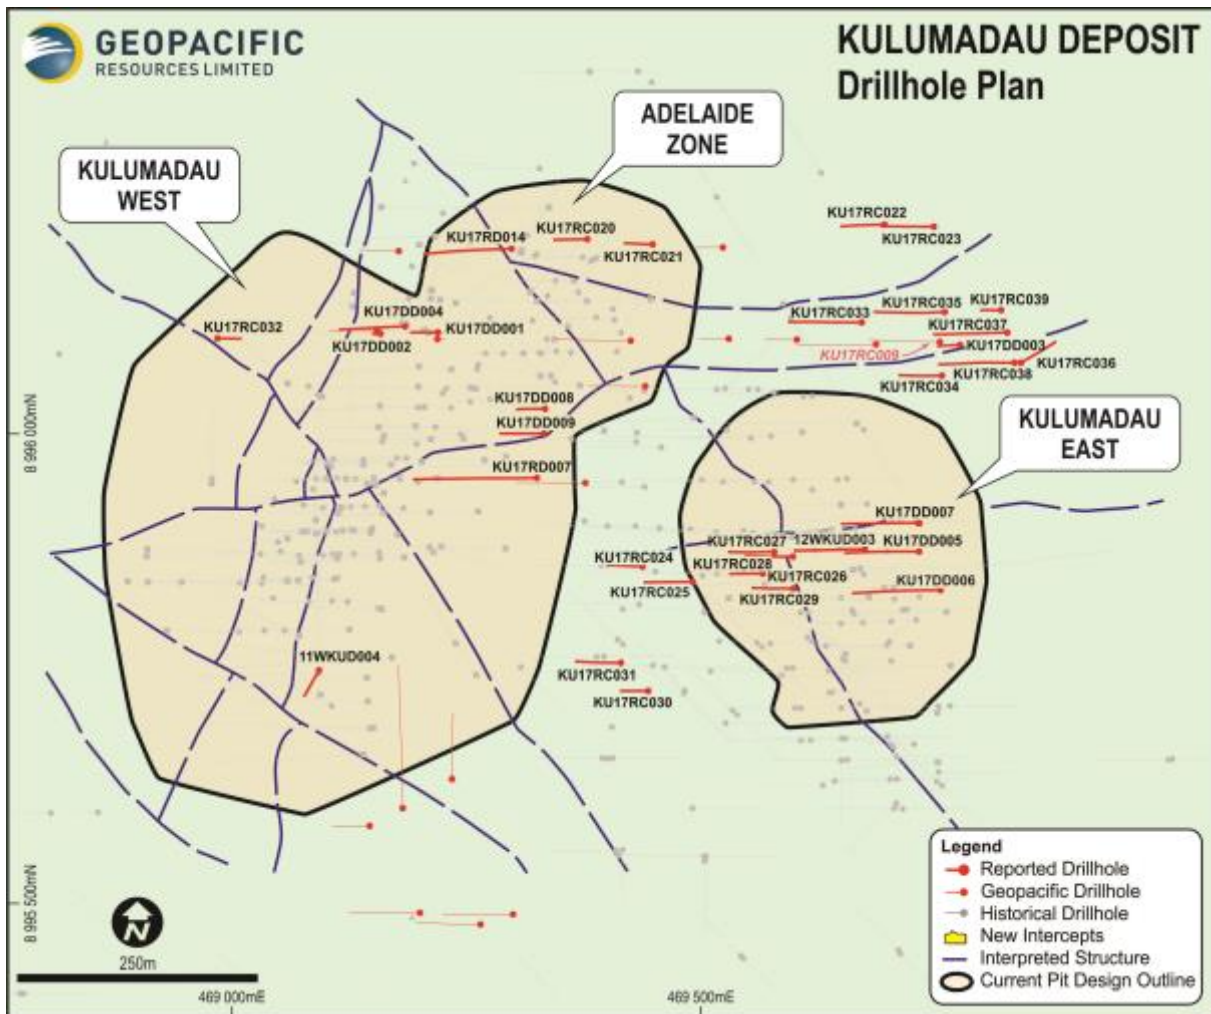 GEOPACIFIC
RESOURCES LIMITED
KULUMADAU DEPOSIT
Drillhole Plan
ADELAIDE
ZONE
KULUMADAU
WEST
KU17RC022
KU17RC020
KU17RD014
KU17RC023
KU17RC021
KU17RC035
KU17RC039
KU17DD004
KU17RC033
KU17RC032
KU17DD001
KU17RC037
KU17DD002
KU17DD003
KU17RC009
KU17RC036
KU17RC038
KU17RC034
KU17DD008
KULUMADAU
EAST
KU17DD009
8 996 000mN
KU17RD007
KU17DD007
KU17RC027
12WKUD003
KU17DD005
KU17RC024
KU17RC028
KU17RC026
KU17DD006
KU17RC025
KU17RC029
11WKUD004
KU17RC031
KU17RC030
Legend
Reported Drillhole
Geopacific Drillhole
Historical Drillhole
New Intercepts
Interpreted Structure
Current Pit Design Outline
8 995 500mN
N
250m
469 000mE
469 500mE